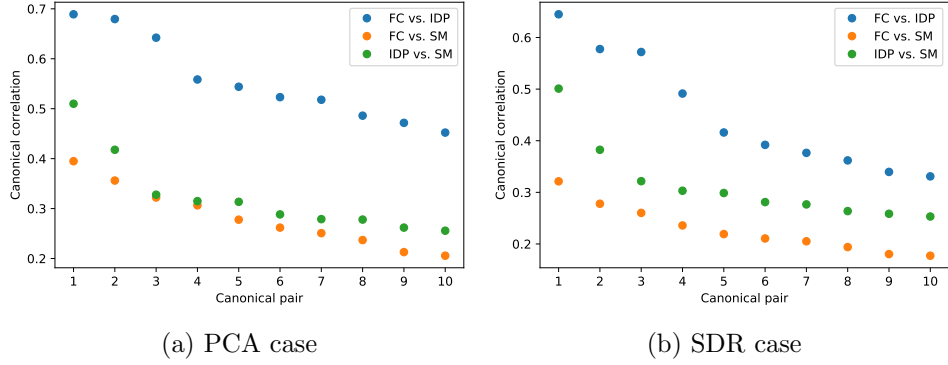 0.7
0.6
0.5
0.4
0.3
0.2
Canonical correlation
FC vs. IDP
FC vs. SM
IDP vs. SM
1 2 3 4 5 6 7 8 9 10
Canonical pair
(a) PCA case
0.6
0.5
0.4
0.3
0.2
Canonical correlation
FC vs. IDP
FC vs. SM
IDP vs. SM
1 2 3 4 5 6 7 8 9 10
Canonical pair
(b) SDR case